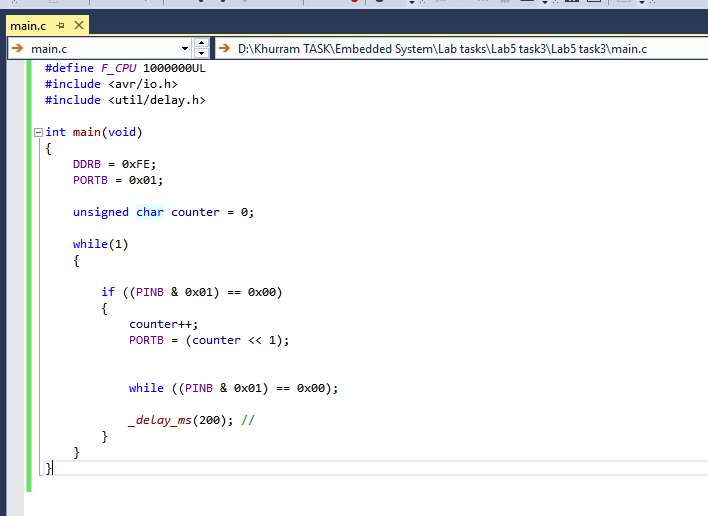 main.c
main.c D:\Khurram TASK\Embedded System\Lab tasks\Lab5 task3\Lab5 task3\main.c
#define F_CPU 1000000UL
#include <avr/io.h>
#include <util/delay.h>
int main(void)
{
DDRB = 0xFE;
PORTB = 0x01;
unsigned char counter = 0;
while(1)
{
if ((PINB & 0x01) == 0x00)
{
counter++;
PORTB = (counter << 1);
while ((PINB & 0x01) == 0x00);
_delay_ms(200); //
}
}
}